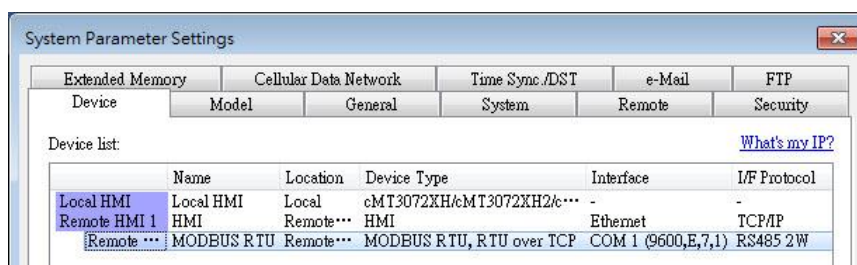 System Parameter Settings
Extended Memory Cellular Data Network Time Sync./DST e-Mail FTP
Device Model General System Remote Security
Device list: What's my IP?
Name Location Device Type Interface I/F Protocol
Local HMI Local HMI Local cMT3072XH/cMT3072XH2/c··· - -
Remote HMI 1 HMI Remote··· HMI Ethernet TCP/IP
Remote ··· MODBUS RTU Remote··· MODBUS RTU, RTU over TCP COM 1 (9600,E,7,1) RS485 2W